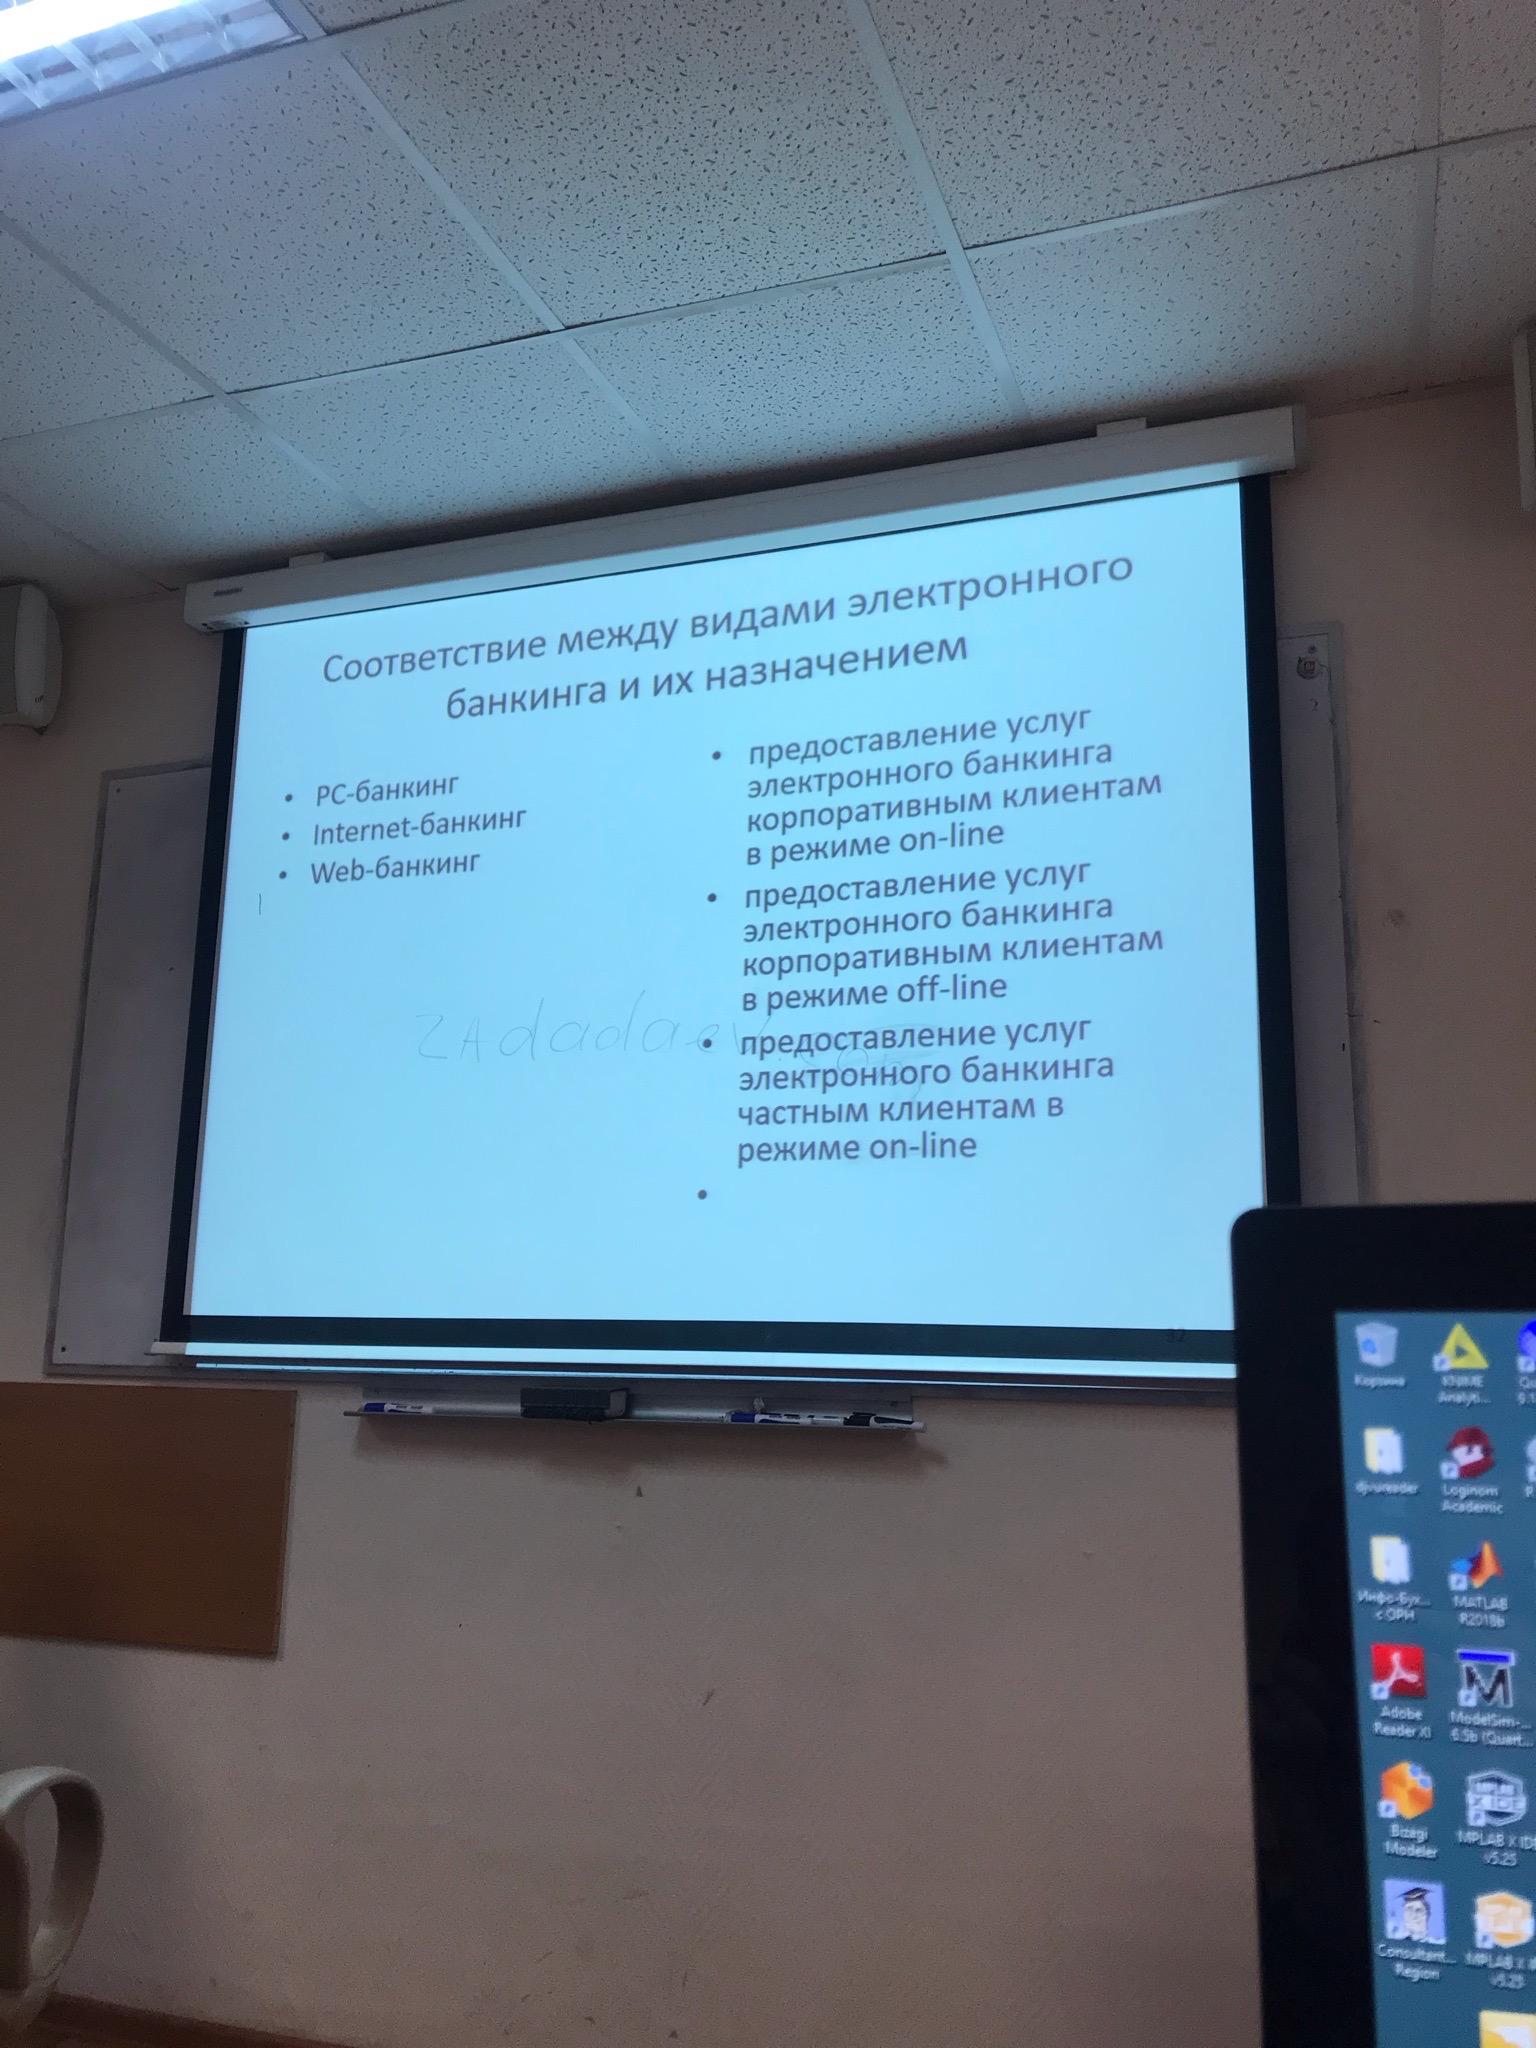 Соответствие между видами электронного
банкинга и их назначением
• PC-банкинг
• Internet-банкинг
• Web-банкинг
• предоставление услуг
электронного банкинга
корпоративным клиентам
в режиме on-line
• предоставление услуг
электронного банкинга
корпоративным клиентам
в режиме off-line
• предоставление услуг
электронного банкинга
частным клиентам в
режиме on-line
•
ZAdadaev
32
Корзина
KNIME
Analyti...
djvureader
Loginom
Academic
Инфо-Бух...
с ОРН
MATLAB
R2018b
Adobe
Reader XI
ModelSim-...
6.5b (Quart...
Bizagi
Modeler
MPLAB X IDE
v5.25
Consultant...
Region
MPLAB X
v5.25